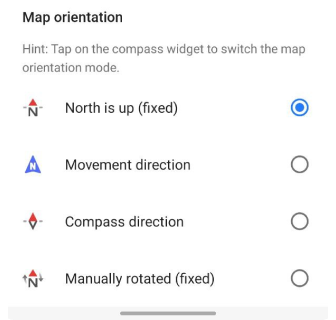 Map orientation
Hint: Tap on the compass widget to switch the map
orientation mode.
N
North is up (fixed)
N
Movement direction
Compass direction
N
Manually rotated (fixed)